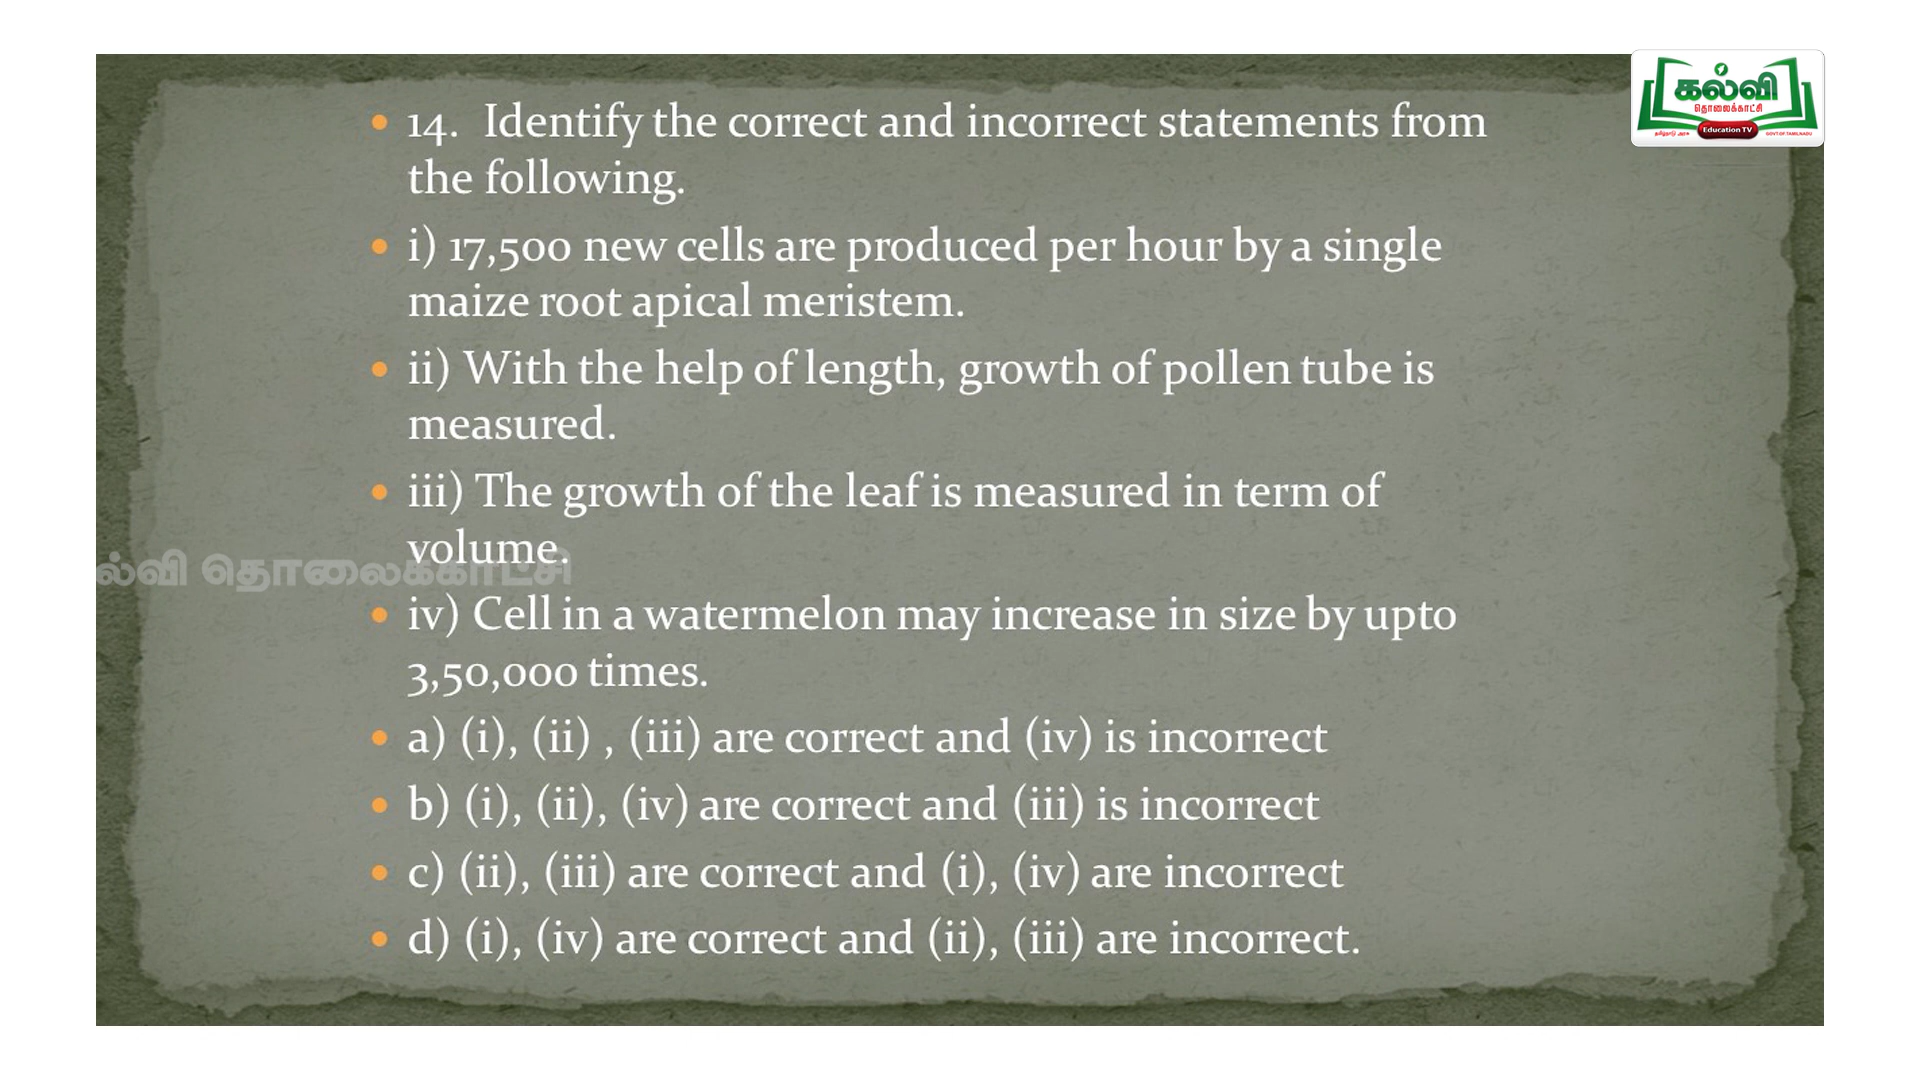 கல்வி
தொலைக்காட்சி
தமிழ்நாடு அரசு Education TV GOVT OF TAMILNADU
14. Identify the correct and incorrect statements from
the following.
i) 17,500 new cells are produced per hour by a single
maize root apical meristem.
ii) With the help of length, growth of pollen tube is
measured.
iii) The growth of the leaf is measured in term of
volume.
ல்வி தொலைக்காட்சி
iv) Cell in a watermelon may increase in size by upto
3,50,000 times.
a) (i), (ii) , (iii) are correct and (iv) is incorrect
b) (i), (ii), (iv) are correct and (iii) is incorrect
c) (ii), (iii) are correct and (i), (iv) are incorrect
d) (i), (iv) are correct and (ii), (iii) are incorrect.